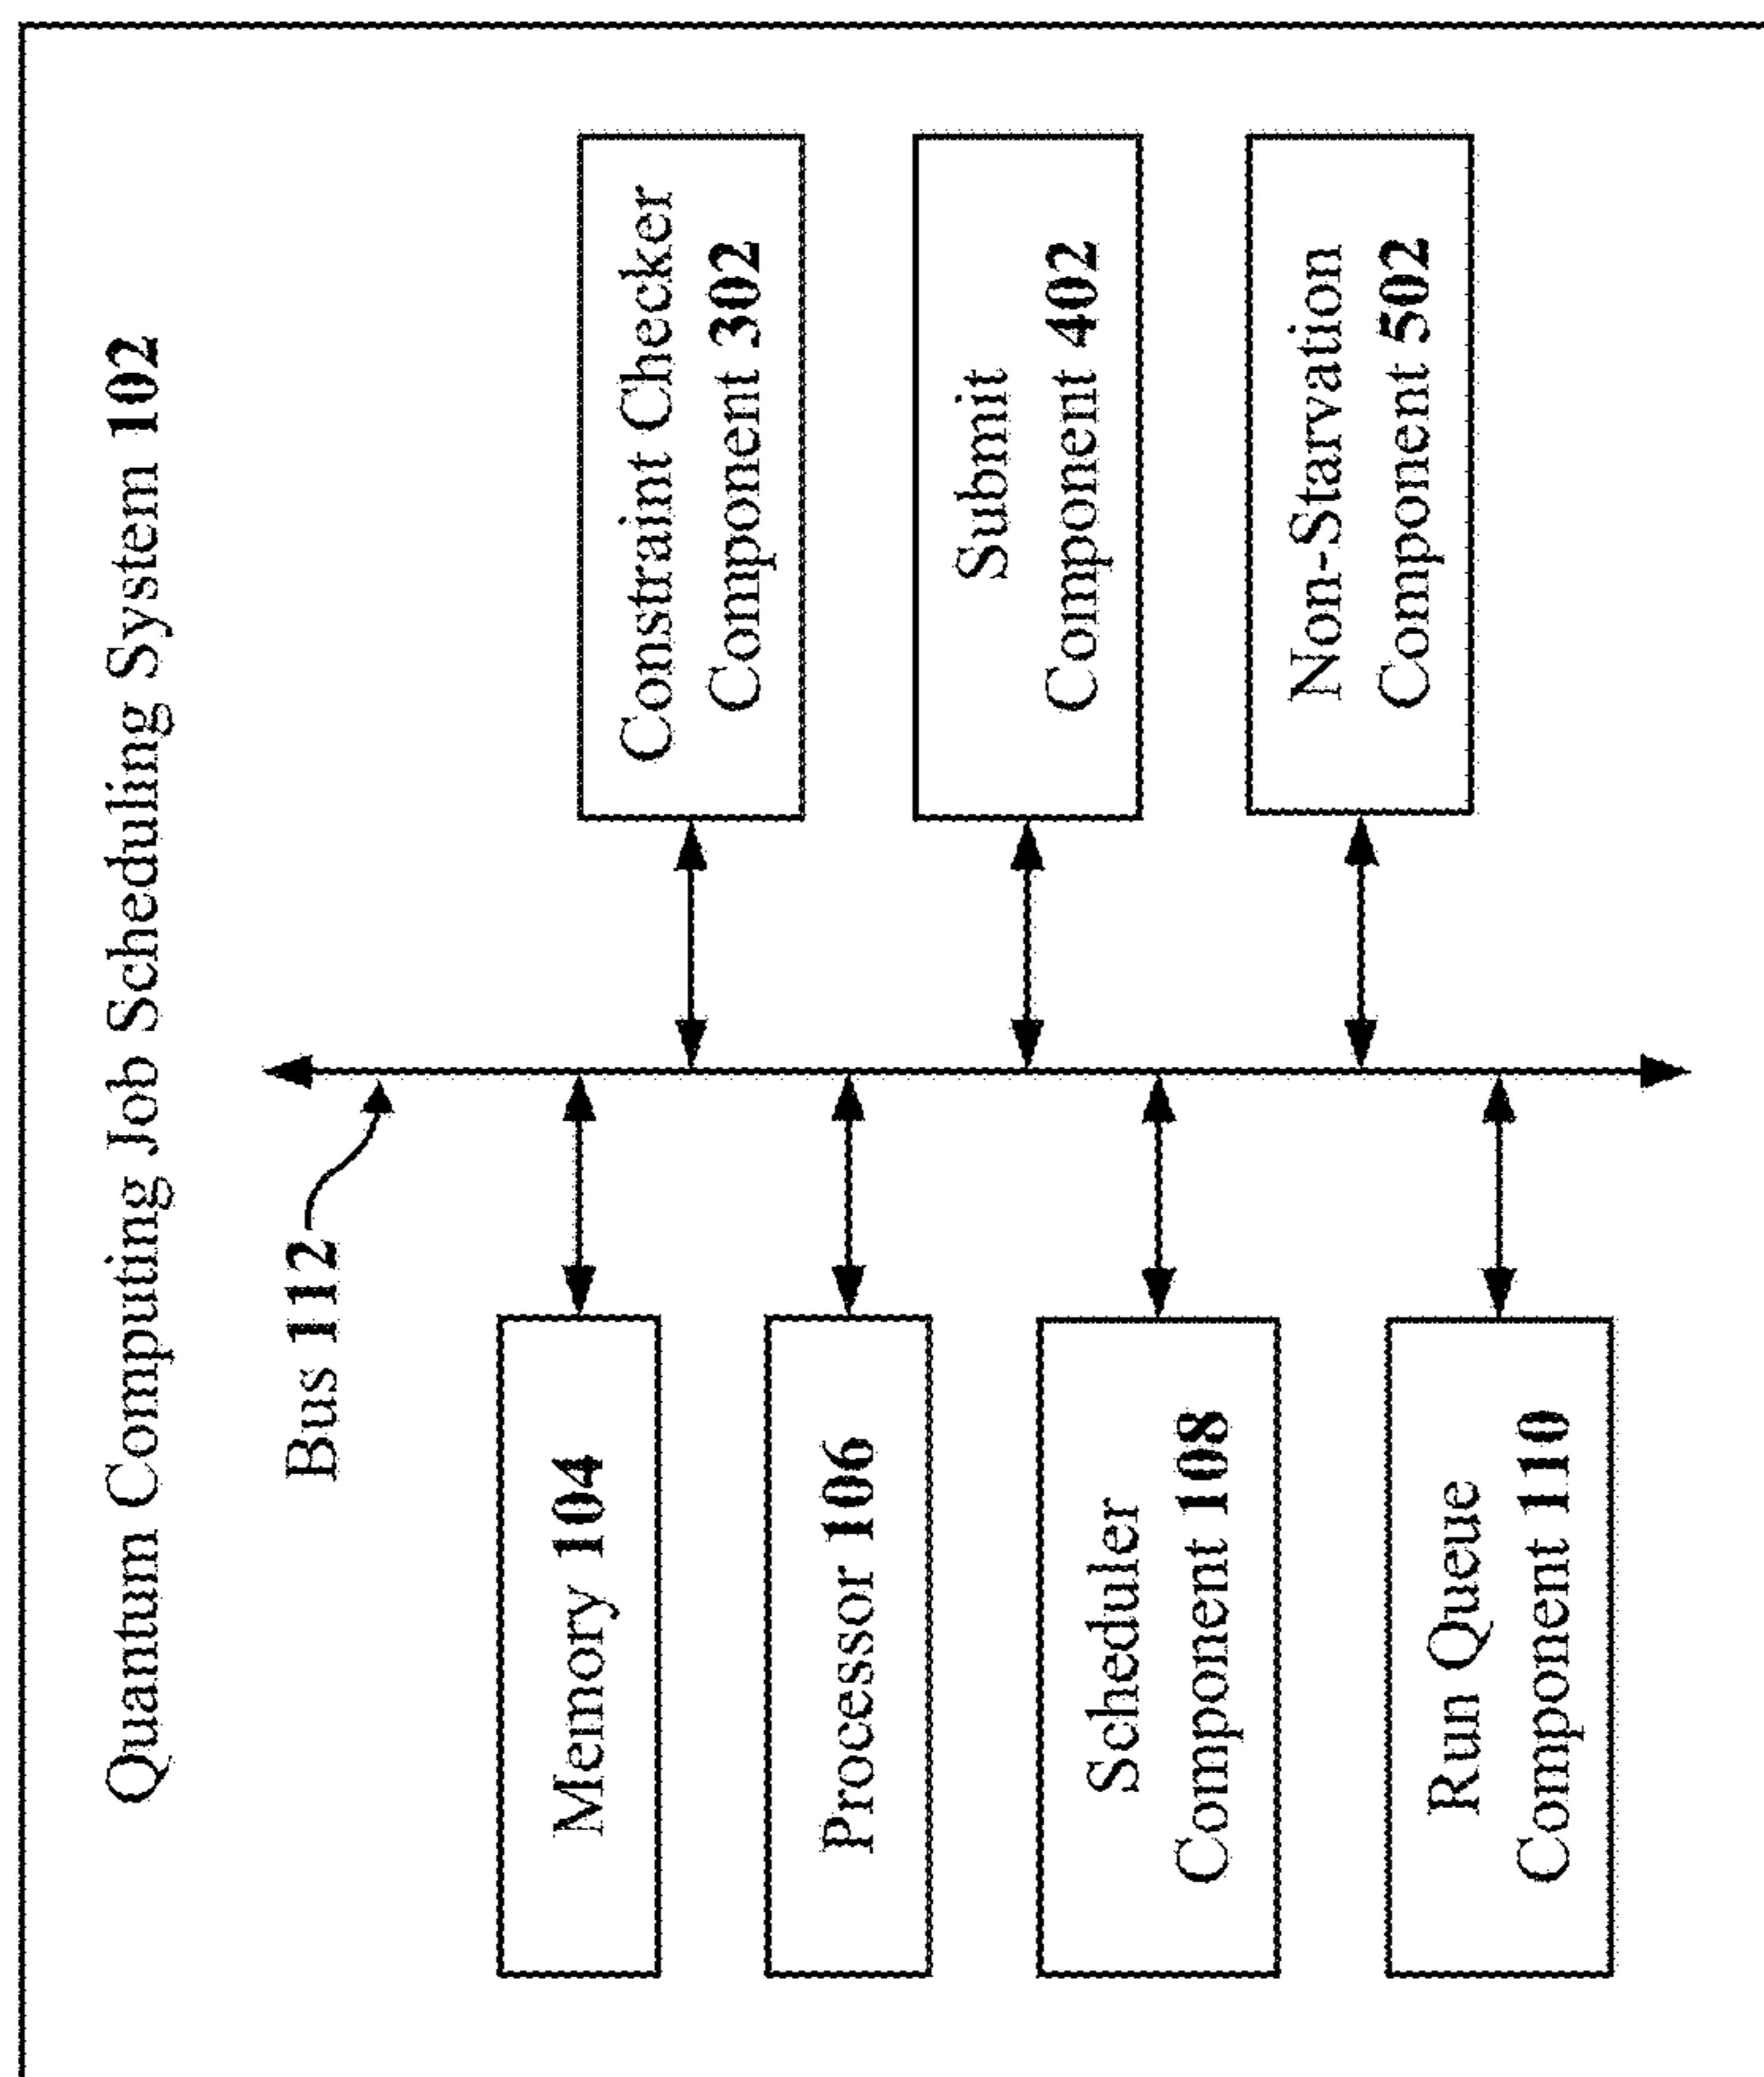 Quantum Computing Job Scheduling System 102
Bus 112
Memory 104
Processor 106
Scheduler
Component 108
Run Queue
Component 110
Constraint Checker
Component 302
Submit
Component 402
Non-Starvation
Component 502